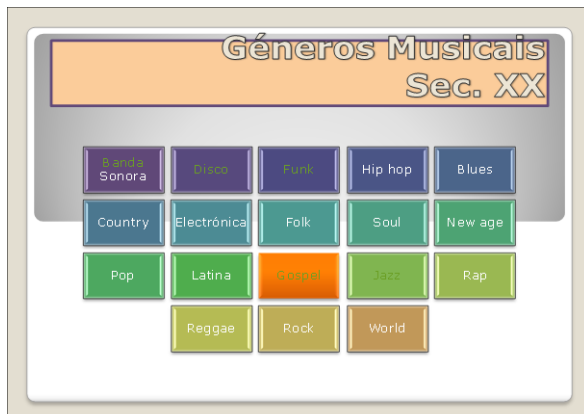 Géneros Musicais
Sec. XX
Banda
Sonora
Disco
Funk
Hip hop
Blues
Country
Electrónica
Folk
Soul
New age
Pop
Latina
Gospel
Jazz
Rap
Reggae
Rock
World